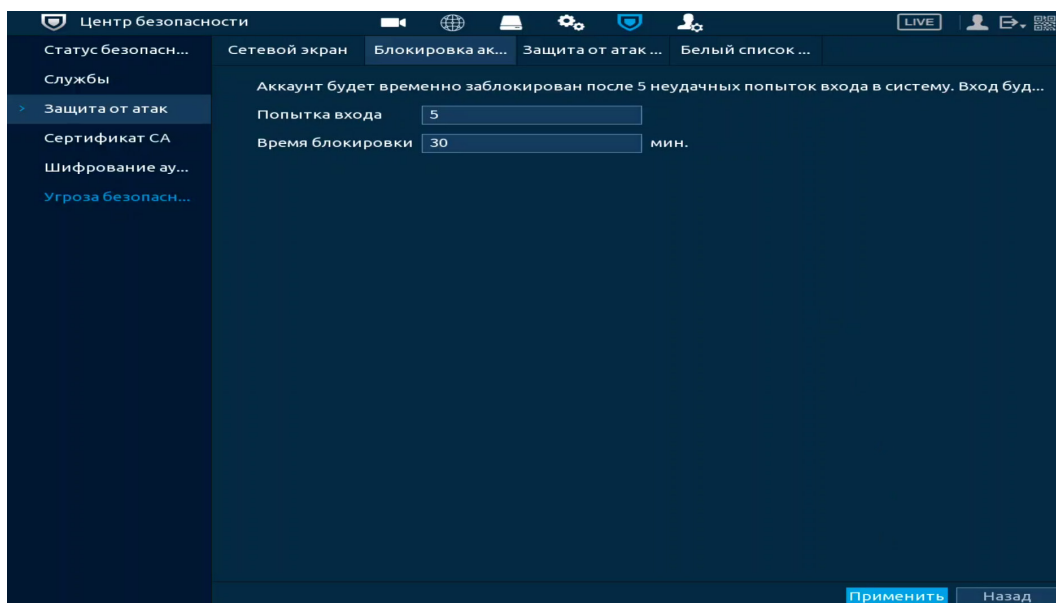 Центр безопасности
LIVE
Статус безопасн...
Службы
Защита от атак
Сертификат CA
Шифрование ау...
Угроза безопасн...
Сетевой экран
Блокировка ак...
Защита от атак ...
Белый список ...
Аккаунт будет временно заблокирован после 5 неудачных попыток входа в систему. Вход буд...
Попытка входа 5
Время блокировки 30 мин.
Применить
Назад